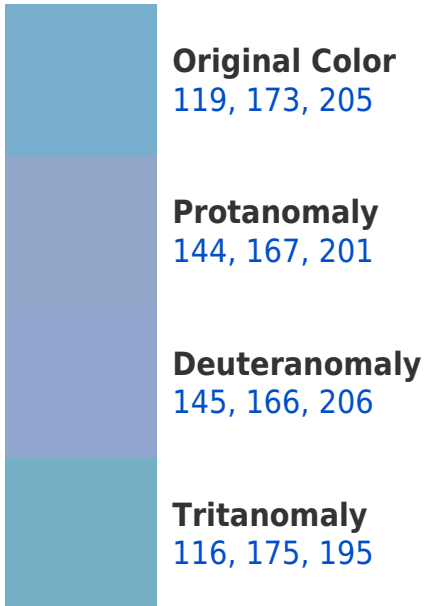 Original Color
119, 173, 205
Protanomaly
144, 167, 201
Deuteranomaly
145, 166, 206
Tritanomaly
116, 175, 195